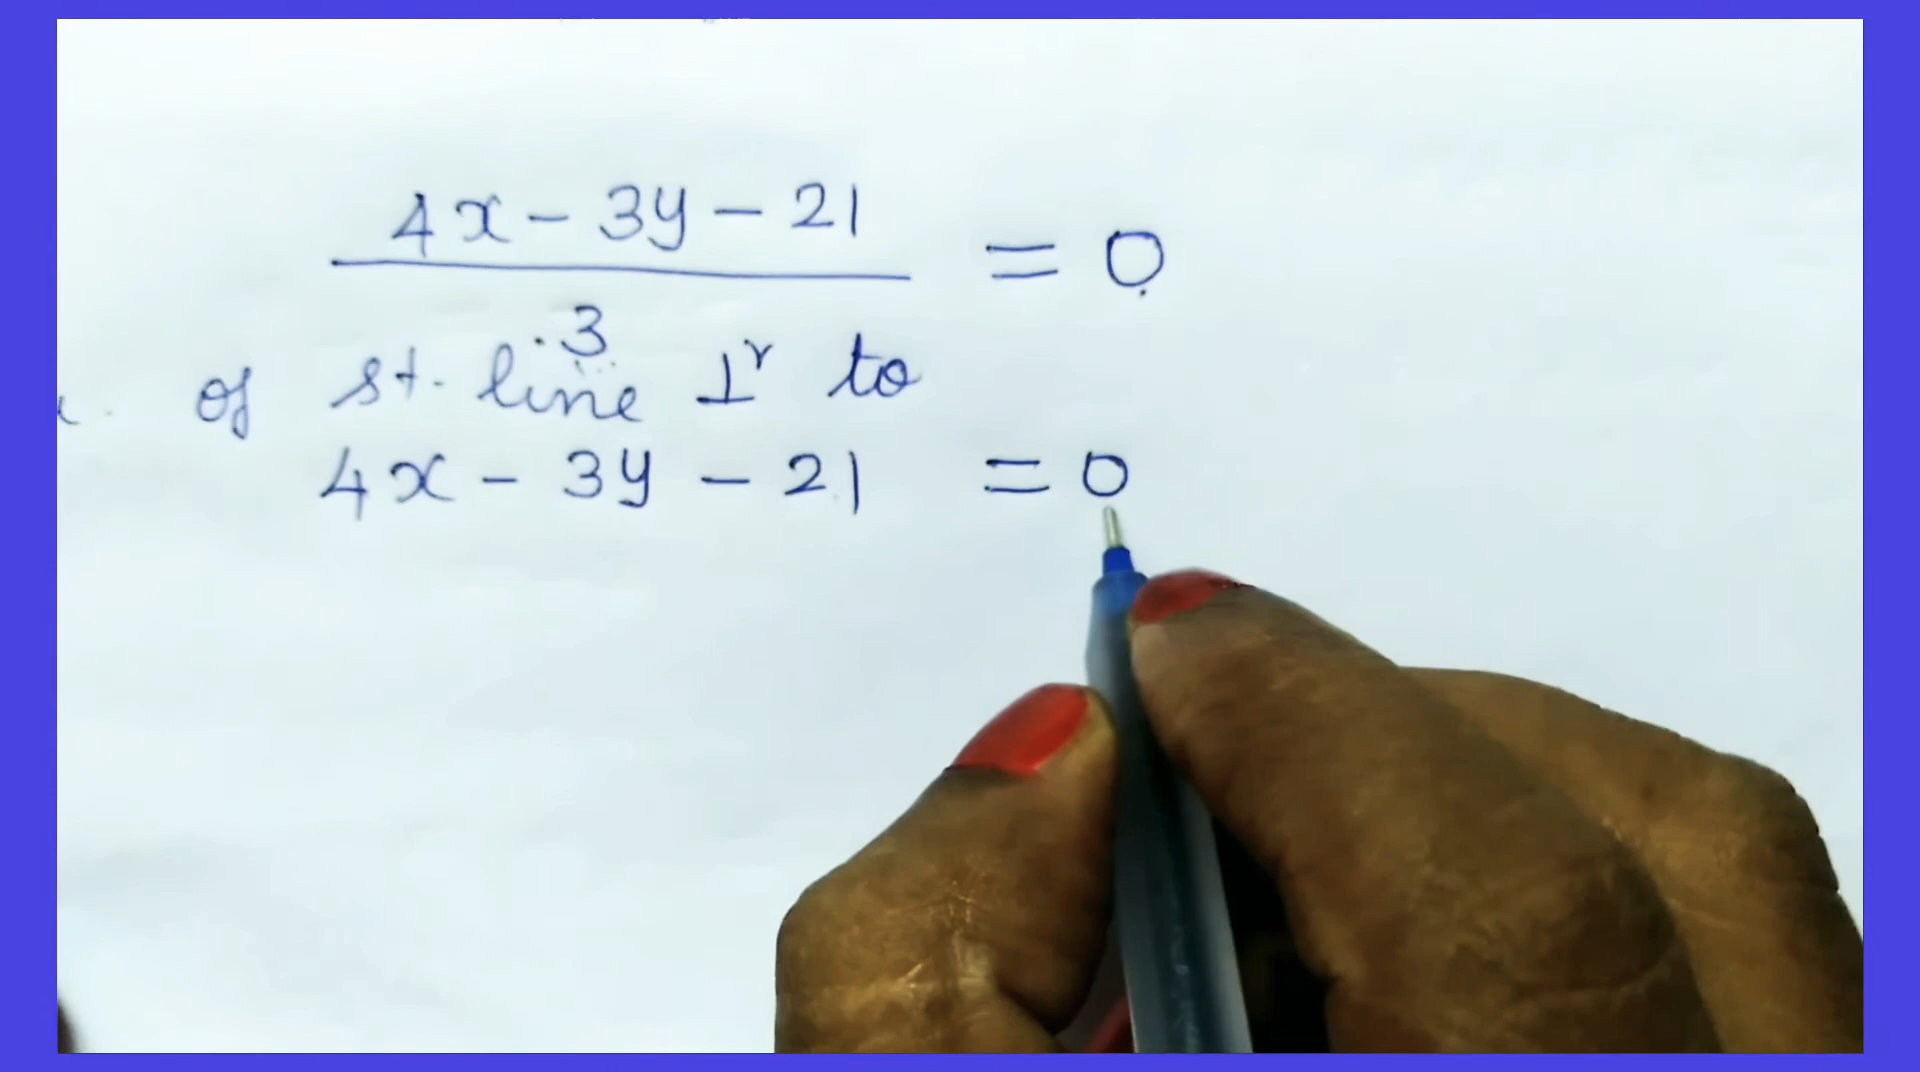 4x - 3y - 21 = 0
3
of st. line ⊥r to
4x - 3y - 21 = 0